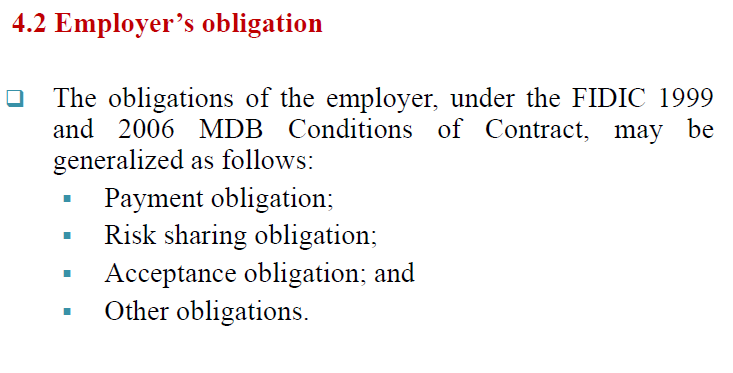 4.2 Employer’s obligation
The obligations of the employer, under the FIDIC 1999
and 2006 MDB Conditions of Contract, may be
generalized as follows:
Payment obligation;
Risk sharing obligation;
Acceptance obligation; and
Other obligations.